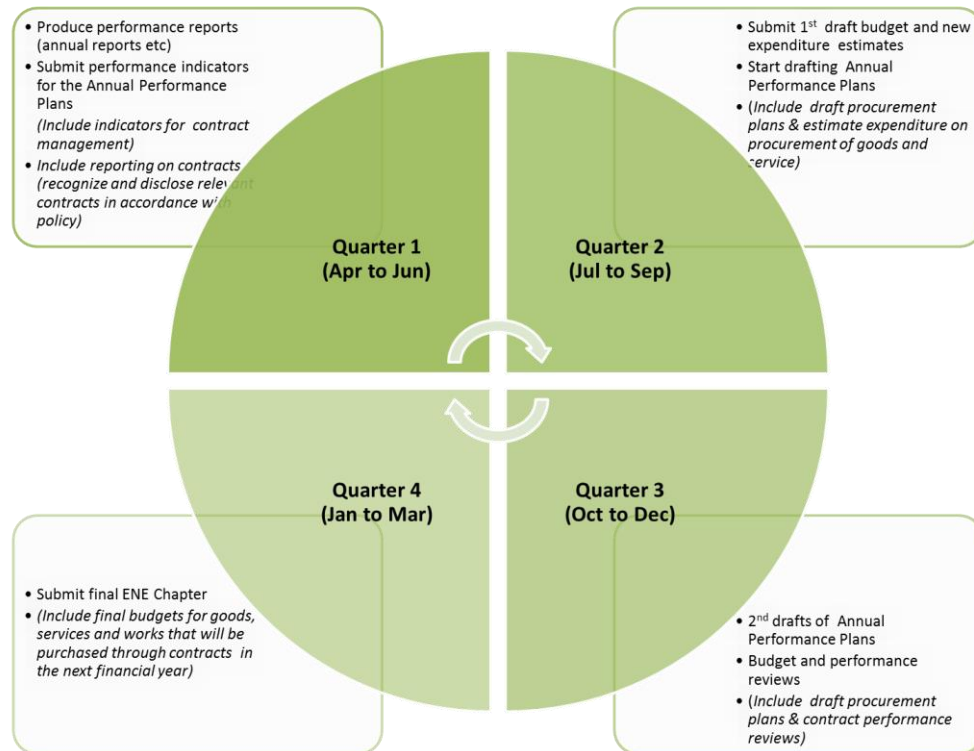 • Produce performance reports
(annual reports etc)
• Submit performance indicators
for the Annual Performance
Plans
(Include indicators for contract
management)
• Include reporting on contracts
(recognize and disclose relevant
contracts in accordance with
policy)
Quarter 1
(Apr to Jun)
• Submit 1st draft budget and new
expenditure estimates
• Start drafting Annual
Performance Plans
• (Include draft procurement
plans & estimate expenditure on
procurement of goods and
service)
Quarter 2
(Jul to Sep)
Quarter 4
(Jan to Mar)
• Submit final ENE Chapter
• (Include final budgets for goods,
services and works that will be
purchased through contracts in
the next financial year)
Quarter 3
(Oct to Dec)
• 2nd drafts of Annual
Performance Plans
• Budget and performance
reviews
• (Include draft procurement
plans & contract performance
reviews)